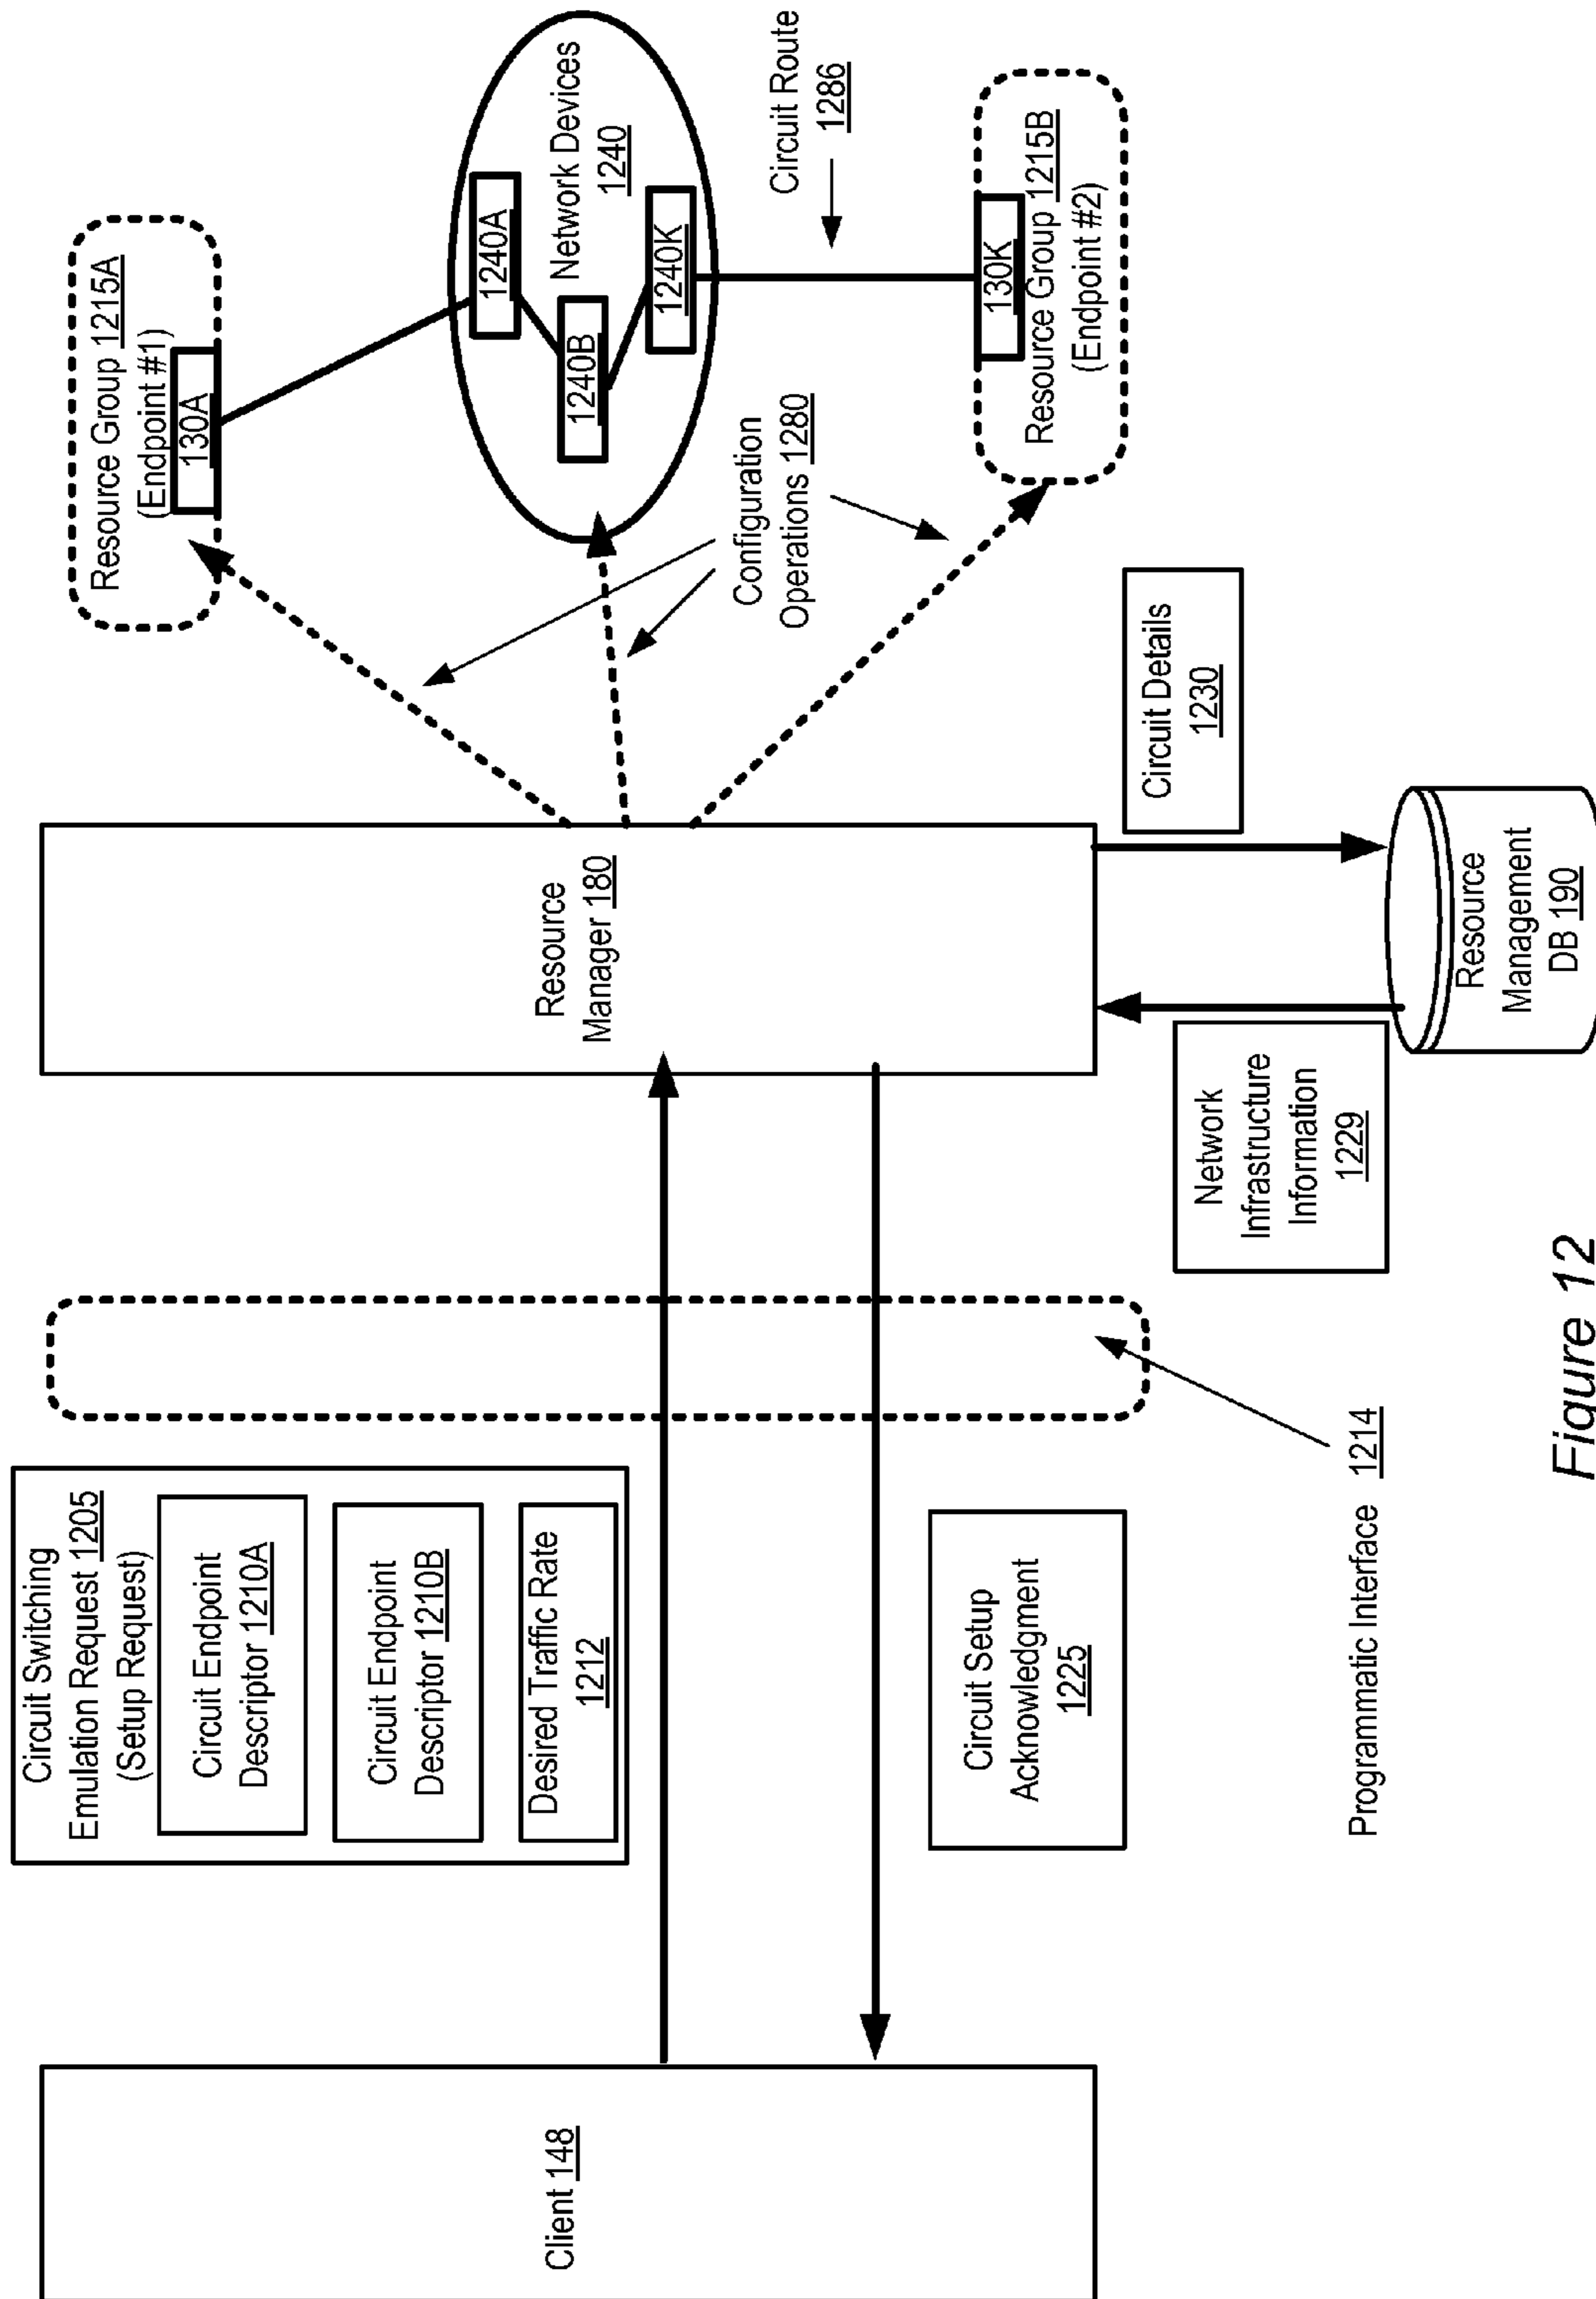 Circuit Switching
Emulation Request 1205
(Setup Request)
Circuit Endpoint
Descriptor 1210A
Circuit Endpoint
Descriptor 1210B
Desired Traffic Rate
1212
Client 148
Circuit Setup
Acknowledgment
1225
Programmatic Interface 1214
Resource
Manager 180
Network
Infrastructure
Information
1229
Circuit Details
1230
Resource
Management
DB 190
Configuration
Operations 1280
Resource Group 1215A
(Endpoint #1)
130A
1240A
1240B
1240K
Network Devices
1240
Circuit Route
1286
130K
Resource Group 1215B
(Endpoint #2)
Figure 12